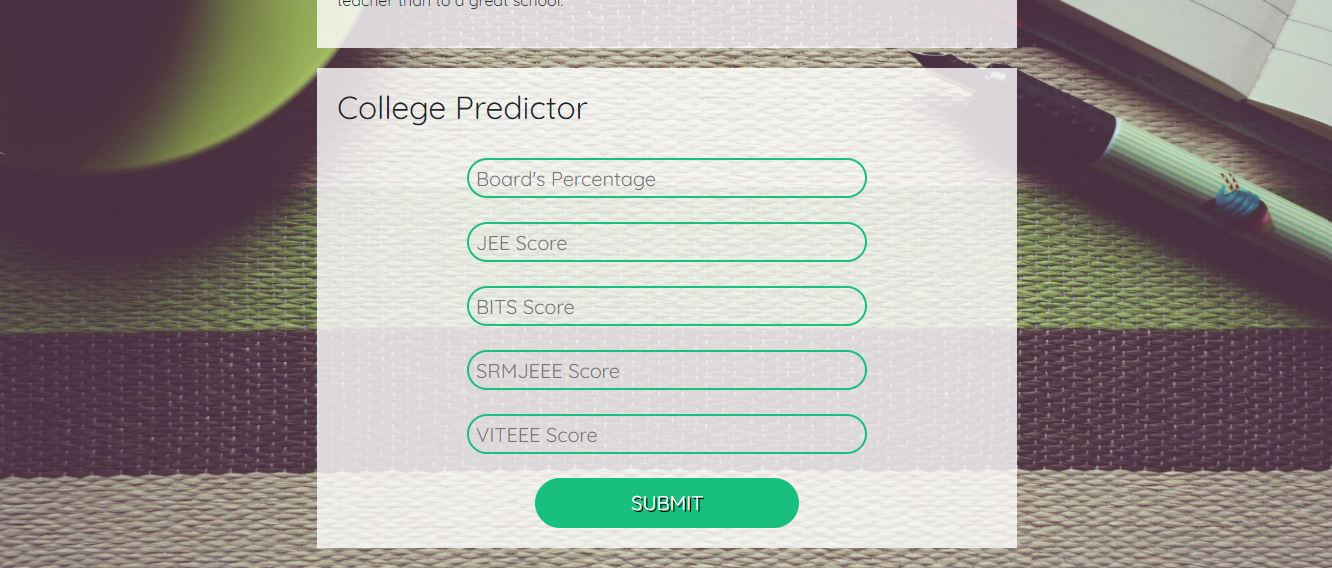 teacher than to a great school.
College Predictor
Board's Percentage
JEE Score
BITS Score
SRMJEEE Score
VITEEE Score
SUBMIT